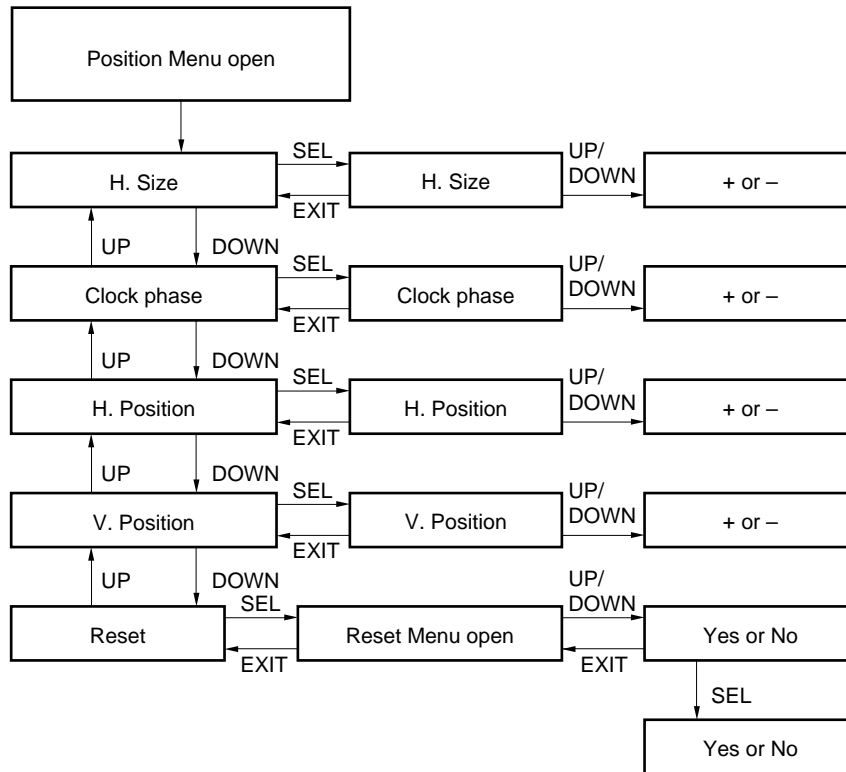 Position Menu open
SEL
UP/
DOWN
H. Size
H. Size
+ or –
EXIT
UP
DOWN
SEL
UP/
DOWN
Clock phase
Clock phase
+ or –
EXIT
UP
DOWN
SEL
UP/
DOWN
H. Position
H. Position
+ or –
EXIT
UP
DOWN
SEL
UP/
DOWN
V. Position
V. Position
+ or –
EXIT
UP
DOWN
SEL
UP/
DOWN
Reset
Reset Menu open
Yes or No
EXIT
EXIT
SEL
Yes or No